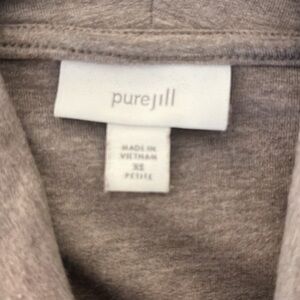 purejill
MADE IN
VIETNAM
XS
PETITE